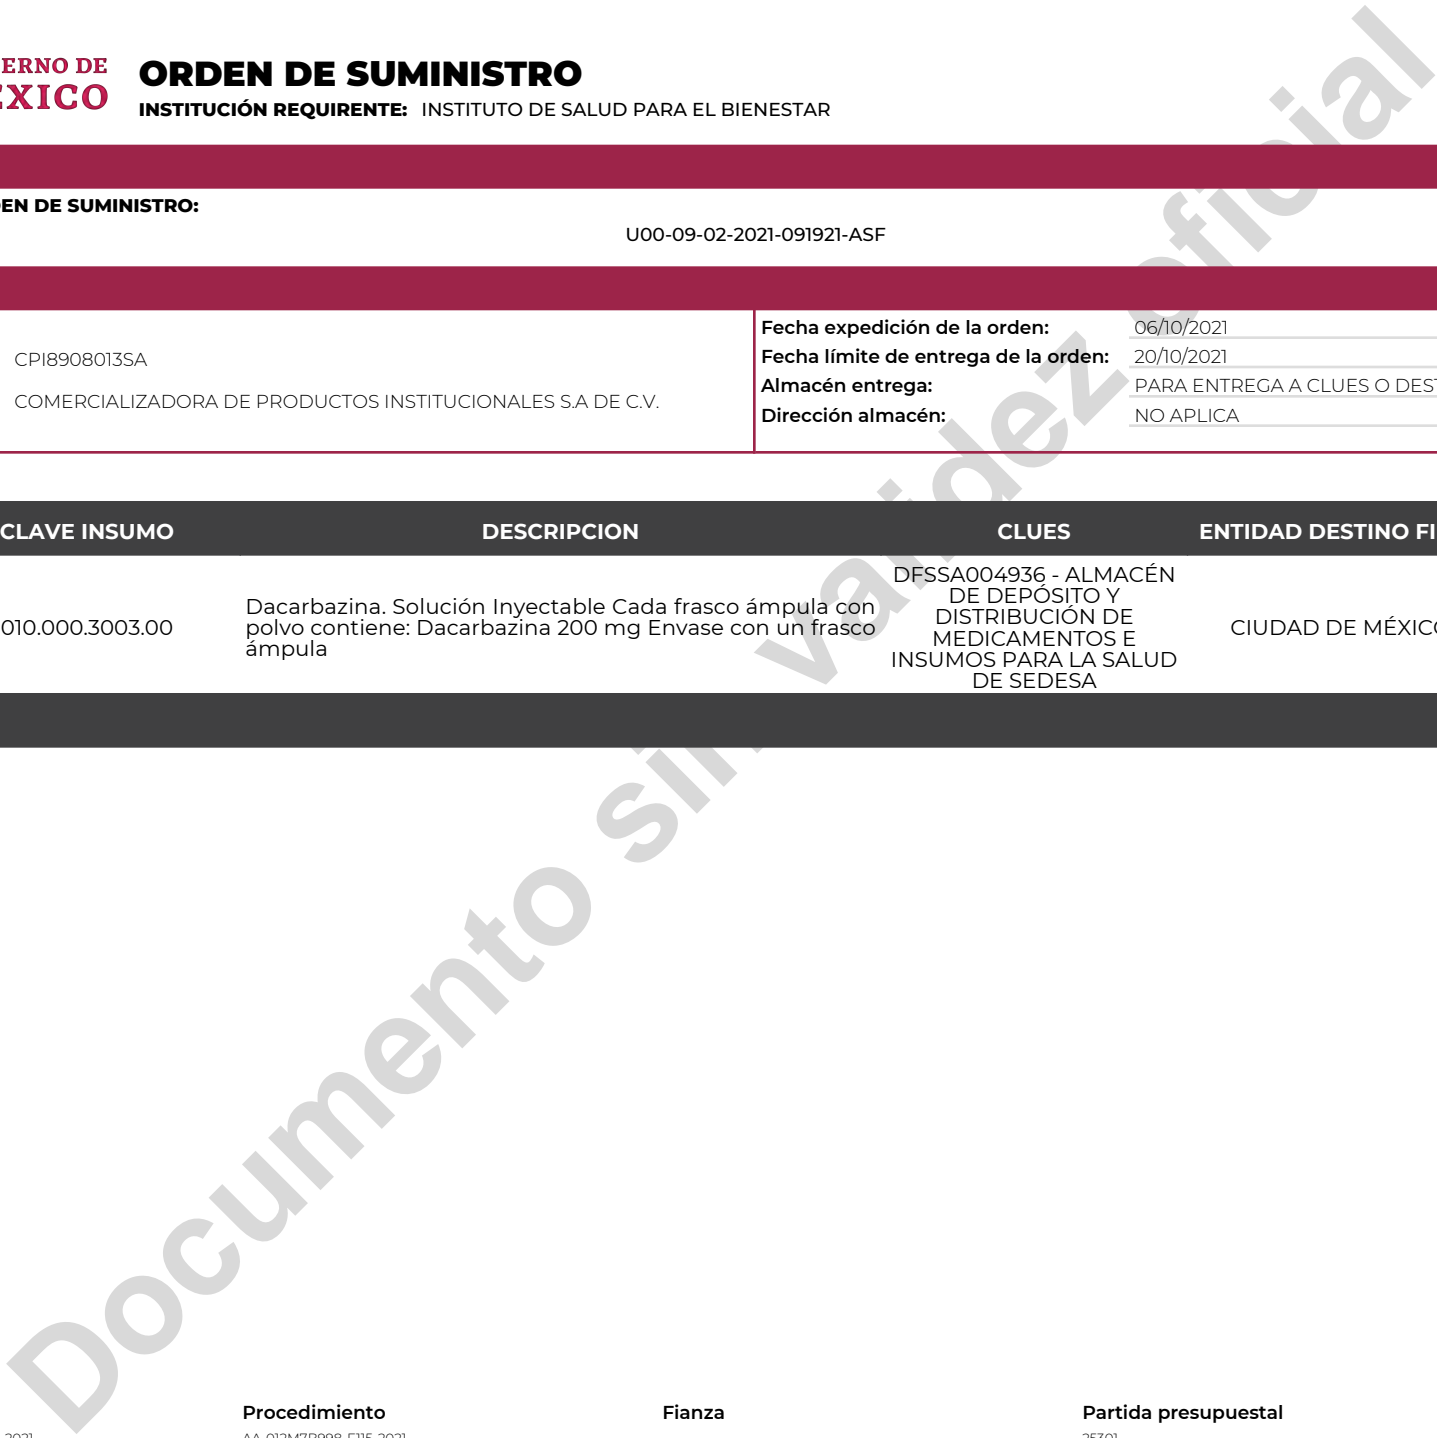 ERNO DE
ÉXICO
ORDEN DE SUMINISTRO
INSTITUCIÓN REQUIRENTE: INSTITUTO DE SALUD PARA EL BIENESTAR
EN DE SUMINISTRO:
U00-09-02-2021-091921-ASF
CPI8908013SA
COMERCIALIZADORA DE PRODUCTOS INSTITUCIONALES S.A DE C.V.
Fecha expedición de la orden: 06/10/2021
Fecha límite de entrega de la orden: 20/10/2021
Almacén entrega: PARA ENTREGA A CLUES O DEST
Dirección almacén: NO APLICA
CLAVE INSUMO DESCRIPCION CLUES ENTIDAD DESTINO FI
010.000.3003.00
Dacarbazina. Solución Inyectable Cada frasco ámpula con
polvo contiene: Dacarbazina 200 mg Envase con un frasco
ámpula
DFSSA004936 - ALMACÉN
DE DEPÓSITO Y
DISTRIBUCIÓN DE
MEDICAMENTOS E
INSUMOS PARA LA SALUD
DE SEDESA
CIUDAD DE MÉXICO
Documento sin validez oficial
Procedimiento Fianza Partida presupuestal